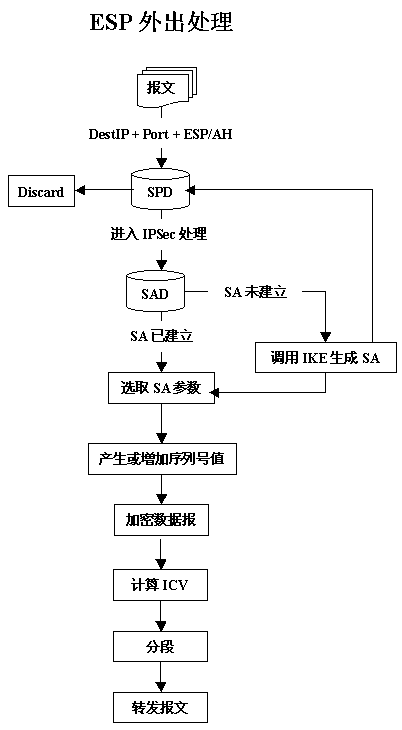 ESP 外出处理
报文
DestIP + Port + ESP/AH
Discard
SPD
进入 IPSec 处理
SAD
SA 未建立
SA 已建立
调用 IKE 生成 SA
选取 SA 参数
产生或增加序列号值
加密数据报
计算 ICV
分段
转发报文